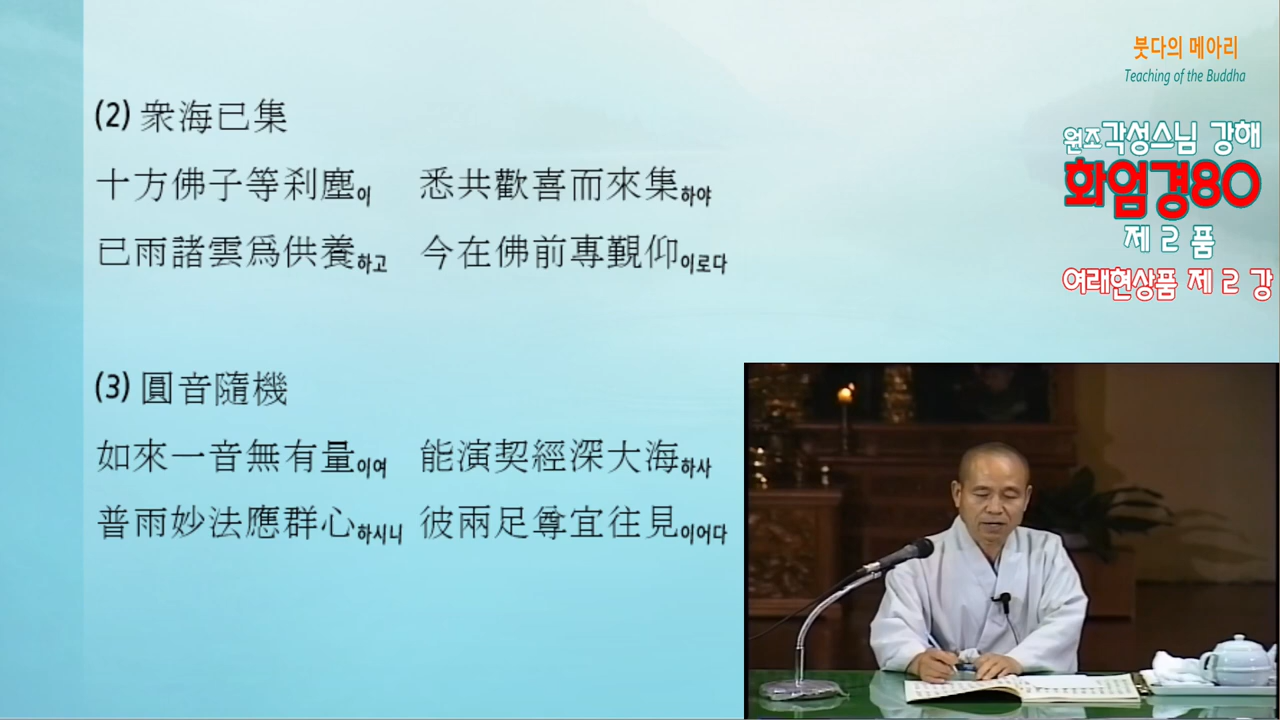 (2) 衆海已集
十方佛子等刹塵이 悉共歡喜而來集하야
已雨諸雲爲供養하고 今在佛前專覲仰이로다
(3) 圓音隨機
如來一音無有量이여 能演契經深大海하사
普雨妙法應群心하시니 彼兩足尊宜往見이어다
붓다의 메아리
Teaching of the Buddha
원조각성스님 강해
화엄경80
제 2 품
여래현상품 제 2 강